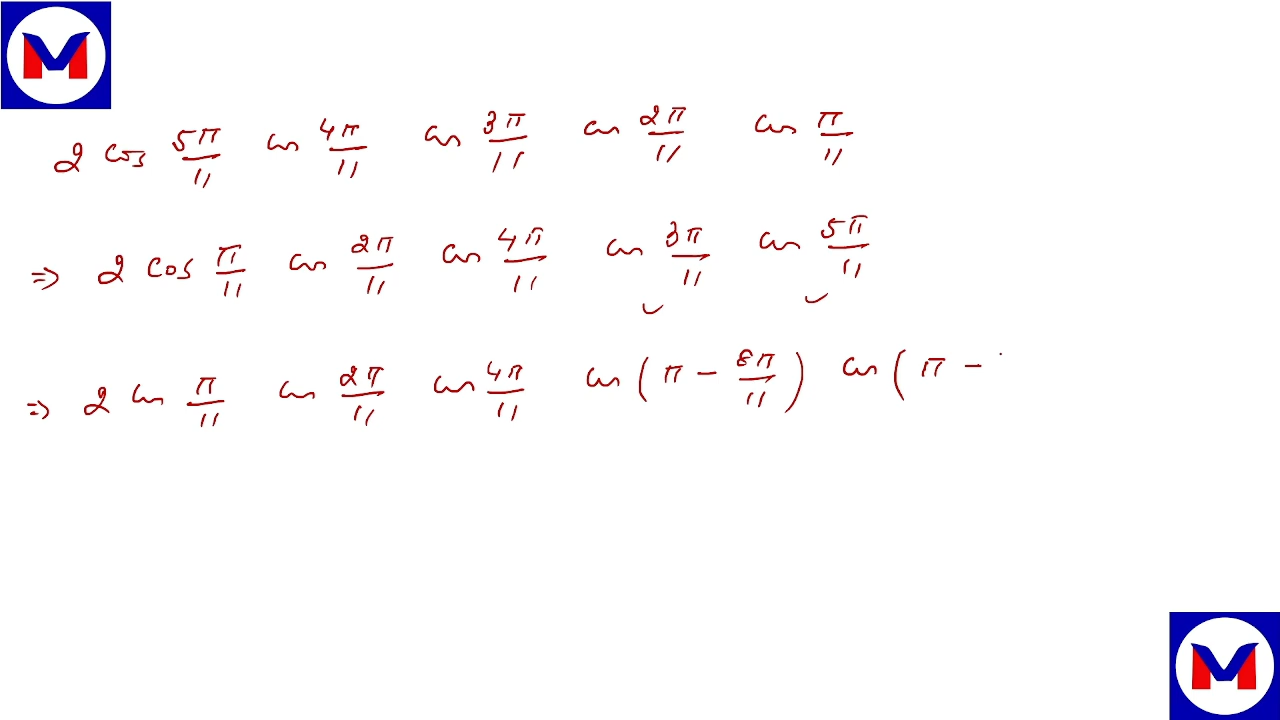 2 cos 5π/11 cos 4π/11 cos 3π/11 cos 2π/11 cos π/11
⇒ 2 cos π/11 cos 2π/11 cos 4π/11 cos 3π/11 cos 5π/11
⇒ 2 cos π/11 cos 2π/11 cos 4π/11 cos (π − 8π/11) cos (π −